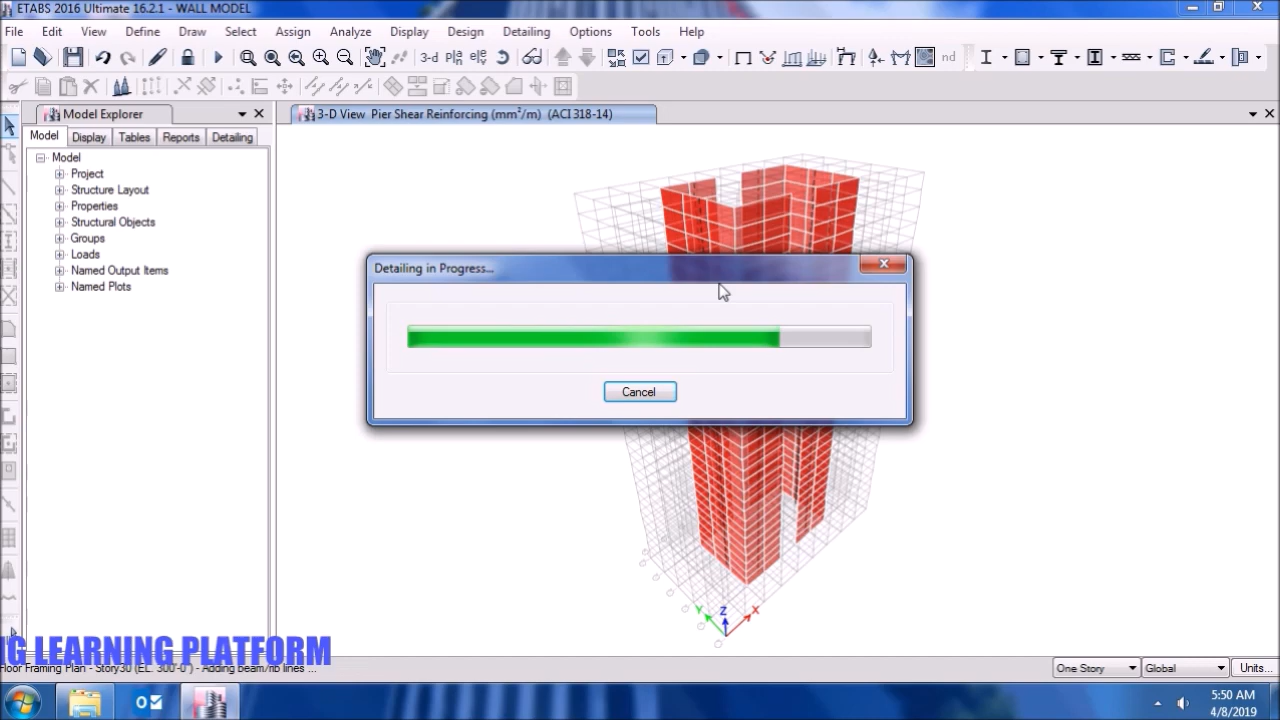 ETABS 2016 Ultimate 16.2.1 - WALL MODEL
File Edit View Define Draw Select Assign Analyze Display Design Detailing Options Tools Help
3-d
nd
Model Explorer
3-D View Pier Shear Reinforcing (mm²/m) (ACI 318-14)
Model Display Tables Reports Detailing
Model
Project
Structure Layout
Properties
Structural Objects
Groups
Loads
Named Output Items
Named Plots
Detailing in Progress...
Cancel
Y Z X
G LEARNING PLATFORM
Floor Framing Plan - Story30 (EL. 300'-0") - Adding beam/rib lines ...
One Story Global Units...
5:50 AM
4/8/2019